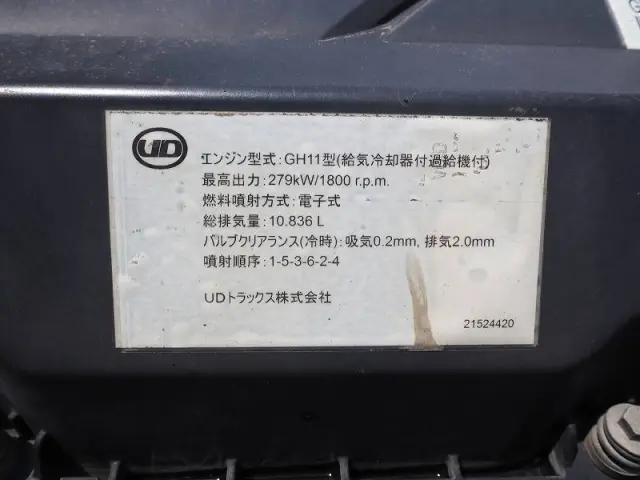 UD
エンジン型式:GH11型(給気冷却器付過給機付)
最高出力:279kW/1800 r.p.m.
燃料噴射方式:電子式
総排気量:10.836 L
バルブクリアランス(冷時):吸気0.2mm, 排気2.0mm
噴射順序:1-5-3-6-2-4
UDトラックス株式会社
21524420